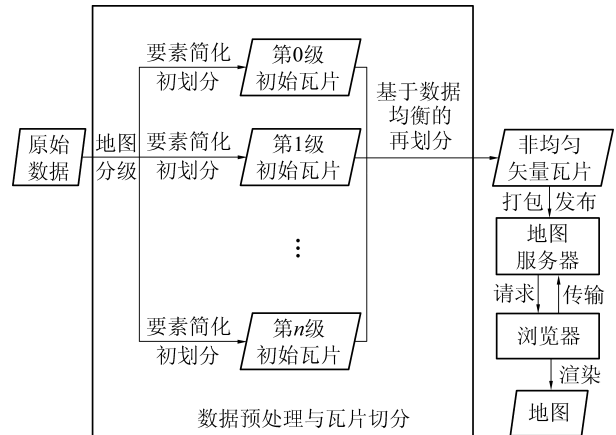 要素简化
初划分
第0级
初始瓦片
基于数据
均衡的
再划分
原始
数据
地图
分级
要素简化
初划分
第1级
初始瓦片
非均匀
矢量瓦片
打包
发布
地图
服务器
请求
传输
⋮
要素简化
初划分
第n级
初始瓦片
浏览器
渲染
地图
数据预处理与瓦片切分